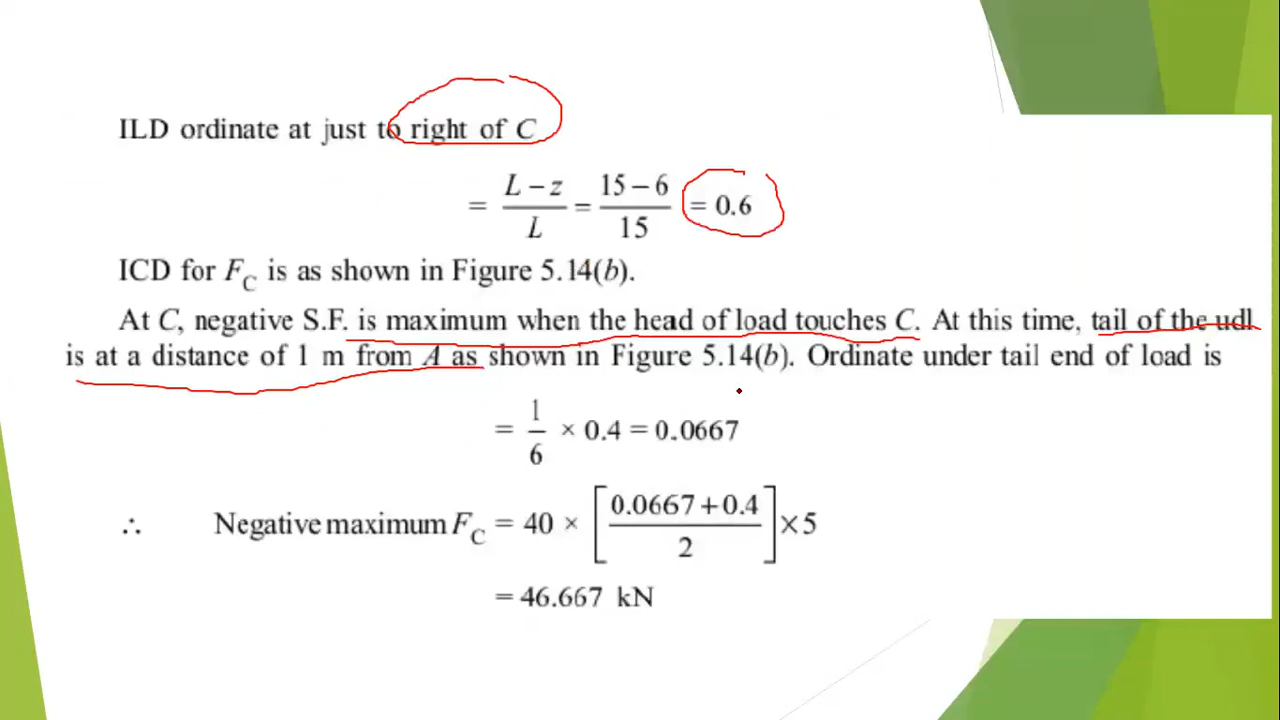 ILD ordinate at just to right of C
= L – z / L = 15 – 6 / 15 = 0.6
ICD for F_C is as shown in Figure 5.14(b).
At C, negative S.F. is maximum when the head of load touches C. At this time, tail of the udl
is at a distance of 1 m from A as shown in Figure 5.14(b). Ordinate under tail end of load is
= 1 / 6 × 0.4 = 0.0667
∴ Negative maximum F_C = 40 × [0.0667 + 0.4 / 2] × 5
= 46.667 kN